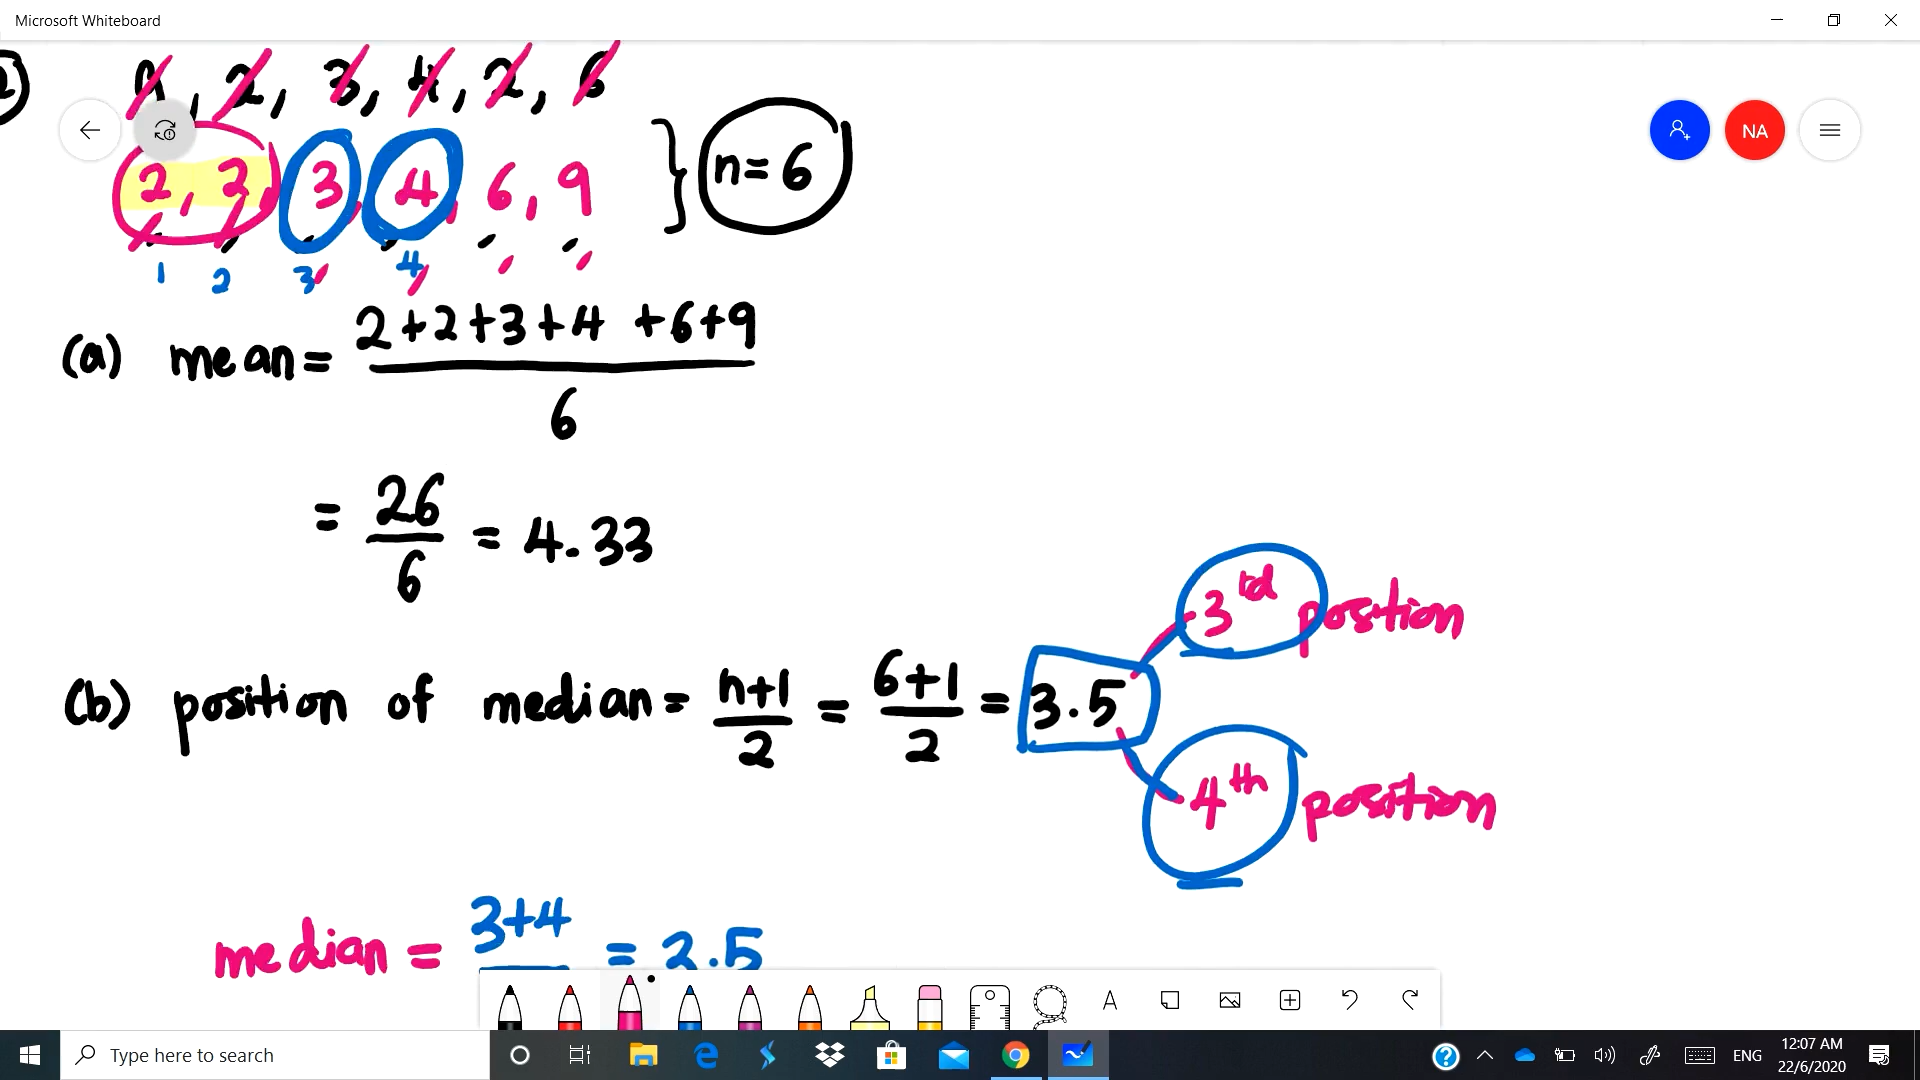 Microsoft Whiteboard
9, 2, 3, 4, 2, 6
2, 2, 3, 4, 6, 9 } n=6
1 2 3 4
NA
(a) mean = 2+2+3+4 +6+9
6
= 26/6 = 4.33
3rd position
(b) position of median = n+1/2 = 6+1/2 = 3.5
4th position
median = 3+4 = 3.5
A
Type here to search
ENG
12:07 AM
22/6/2020